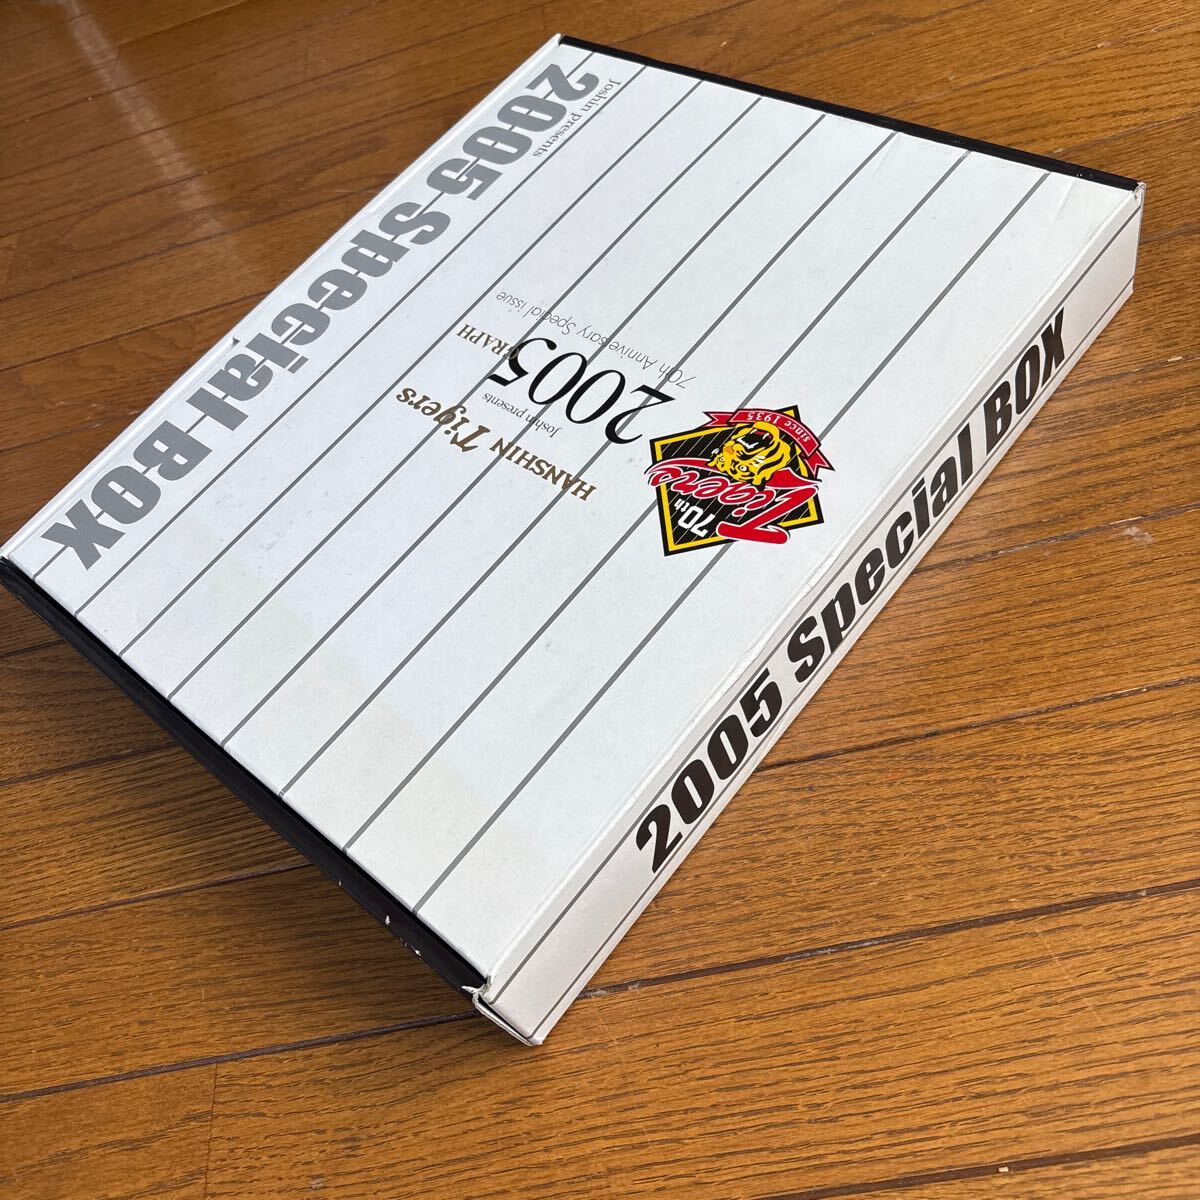 Joshin presents
2005 Special BOX
HANSHIN Tigers
Joshin presents
2005
GRAPH
70th Anniversary Special issue
since 1935
Tigers
70th
2005 Special BOX